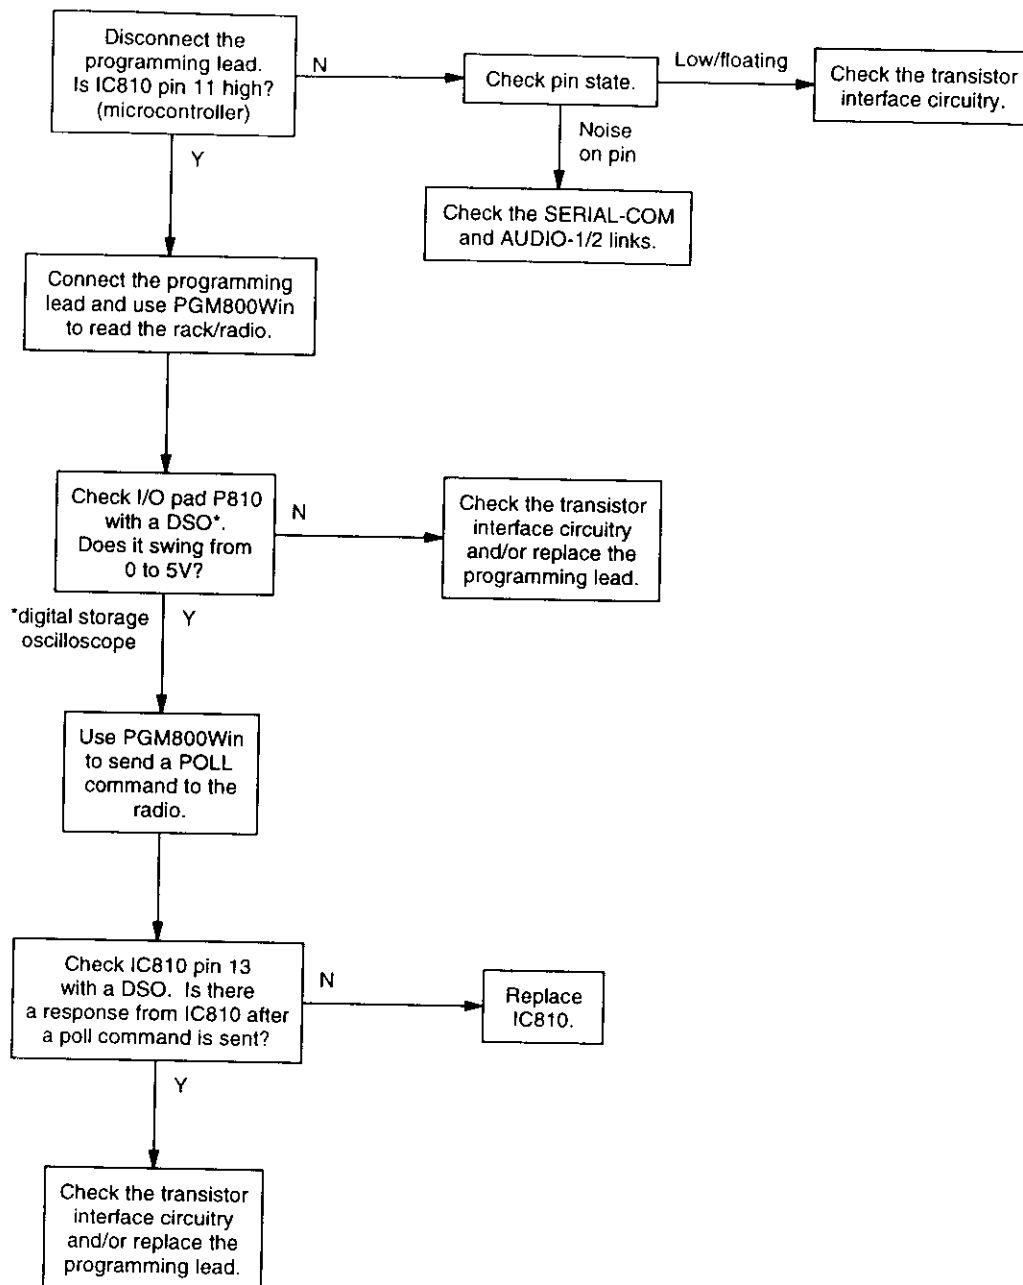 Disconnect the
programming lead.
Is IC810 pin 11 high?
(microcontroller)
N
Check pin state.
Low/floating
Check the transistor
interface circuitry.
Y
Noise
on pin
Check the SERIAL-COM
and AUDIO-1/2 links.
Connect the programming
lead and use PGM800Win
to read the rack/radio.
Check I/O pad P810
with a DSO*.
Does it swing from
0 to 5V?
N
Check the transistor
interface circuitry
and/or replace the
programming lead.
*digital storage
oscilloscope
Y
Use PGM800Win
to send a POLL
command to the
radio.
Check IC810 pin 13
with a DSO. Is there
a response from IC810 after
a poll command is sent?
N
Replace
IC810.
Y
Check the transistor
interface circuitry
and/or replace the
programming lead.